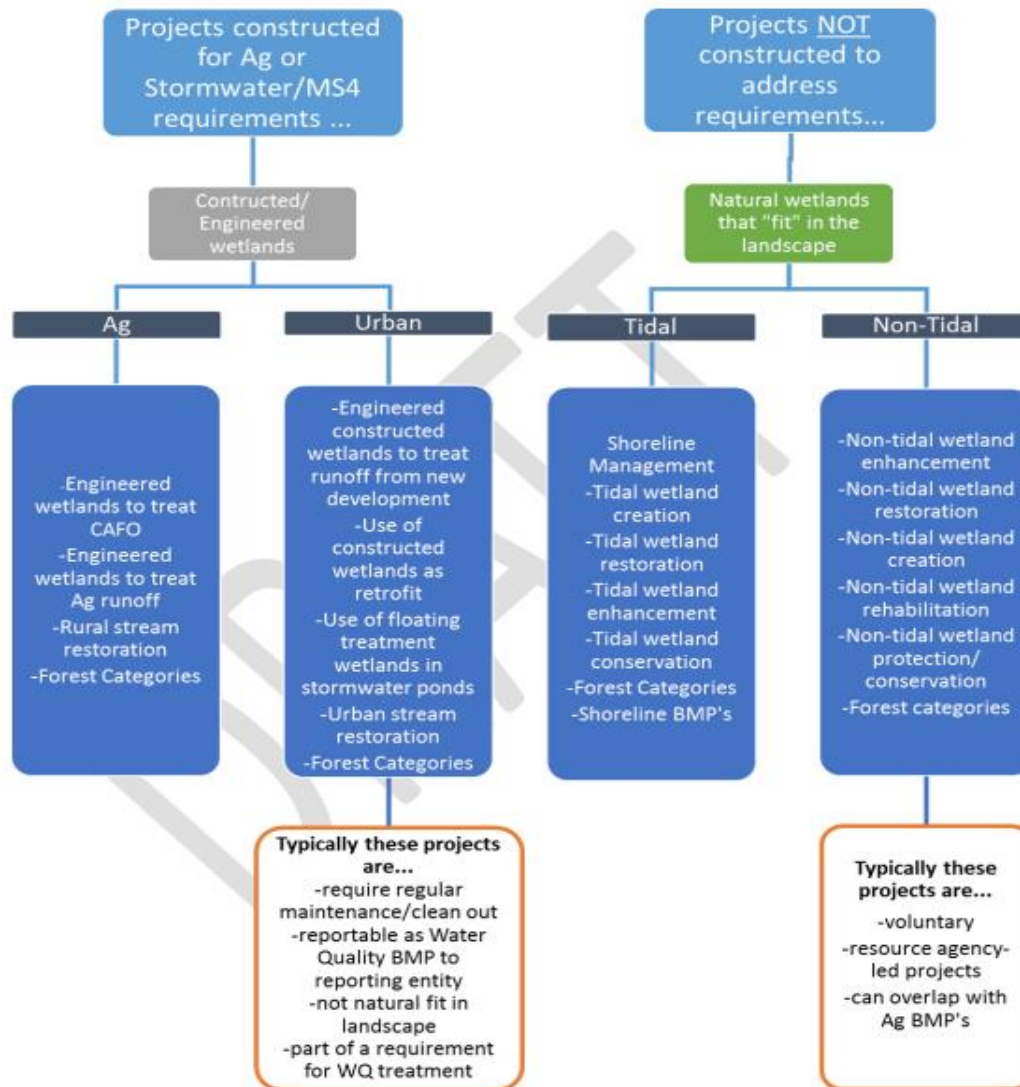 Projects constructed
for Ag or
Stormwater/MS4
requirements ...
Projects NOT
constructed to
address
requirements...
Contructed/
Engineered
wetlands
Natural wetlands
that "fit" in the
landscape
Ag
Urban
Tidal
Non-Tidal
-Engineered
wetlands to treat
CAFO
-Engineered
wetlands to treat
Ag runoff
-Rural stream
restoration
-Forest Categories
-Engineered
constructed
wetlands to treat
runoff from new
development
-Use of
constructed
wetlands as
retrofit
-Use of floating
treatment
wetlands in
stormwater ponds
-Urban stream
restoration
-Forest Categories
Shoreline
Management
-Tidal wetland
creation
-Tidal wetland
restoration
-Tidal wetland
enhancement
-Tidal wetland
conservation
-Forest Categories
-Shoreline BMP's
-Non-tidal wetland
enhancement
-Non-tidal wetland
restoration
-Non-tidal wetland
creation
-Non-tidal wetland
rehabilitation
-Non-tidal wetland
protection/
conservation
-Forest categories
Typically these projects
are...
-require regular
maintenance/clean out
-reportable as Water
Quality BMP to
reporting entity
-not natural fit in
landscape
-part of a requirement
for WQ treatment
Typically these
projects are...
-voluntary
-resource agency-
led projects
-can overlap with
Ag BMP's
DRAFT